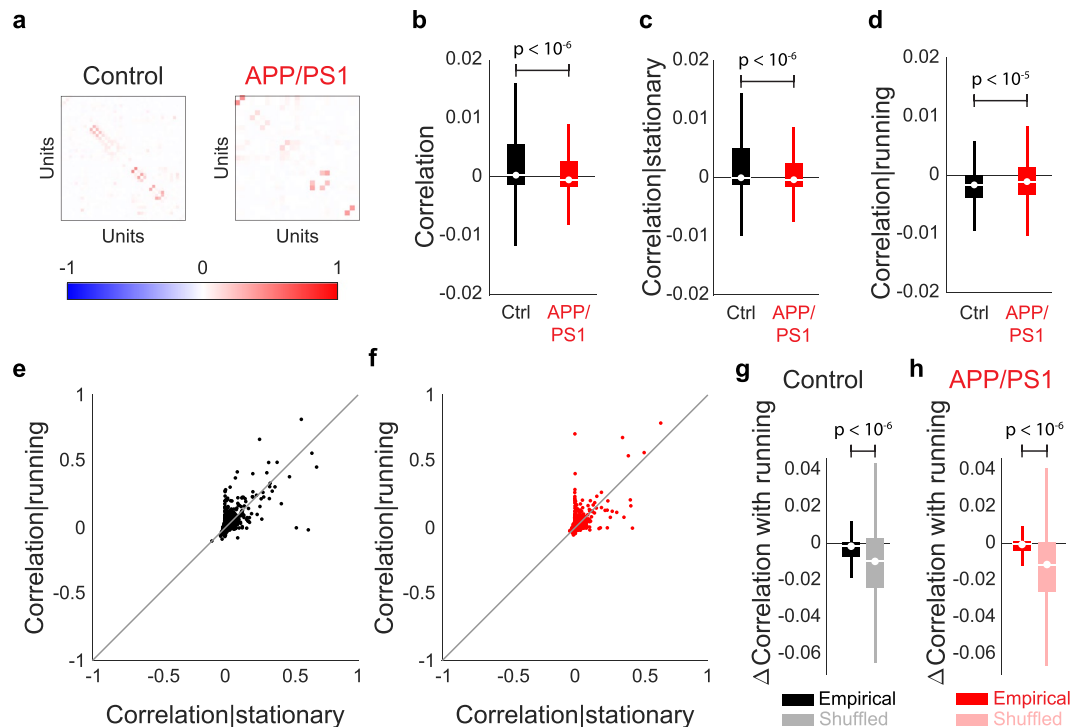 a
Control
APP/PS1
Units
Units
Units
Units
-1
0
1
b
p < 10-6
Correlation
0.02
0.01
0
-0.01
-0.02
Ctrl
APP/
PS1
c
p < 10-6
Correlation|stationary
0.02
0.01
0
-0.01
-0.02
Ctrl
APP/
PS1
d
p < 10-5
Correlation|running
0.02
0.01
0
-0.01
-0.02
Ctrl
APP/
PS1
e
Correlation|running
1
0.5
0
-0.5
-1
-1
-0.5
0
0.5
1
Correlation|stationary
f
Correlation|running
1
0.5
0
-0.5
-1
-1
-0.5
0
0.5
1
Correlation|stationary
g
Control
p < 10-6
ΔCorrelation with running
0.04
0.02
0
-0.02
-0.04
-0.06
Empirical
Shuffled
h
APP/PS1
p < 10-6
ΔCorrelation with running
0.04
0.02
0
-0.02
-0.04
-0.06
Empirical
Shuffled